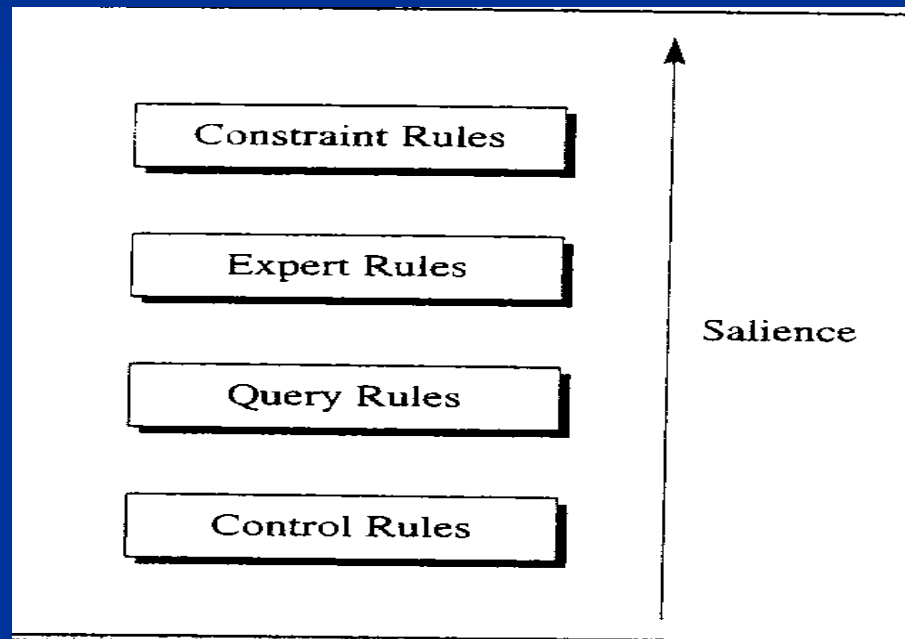 Constraint Rules
Expert Rules
Salience
Query Rules
Control Rules